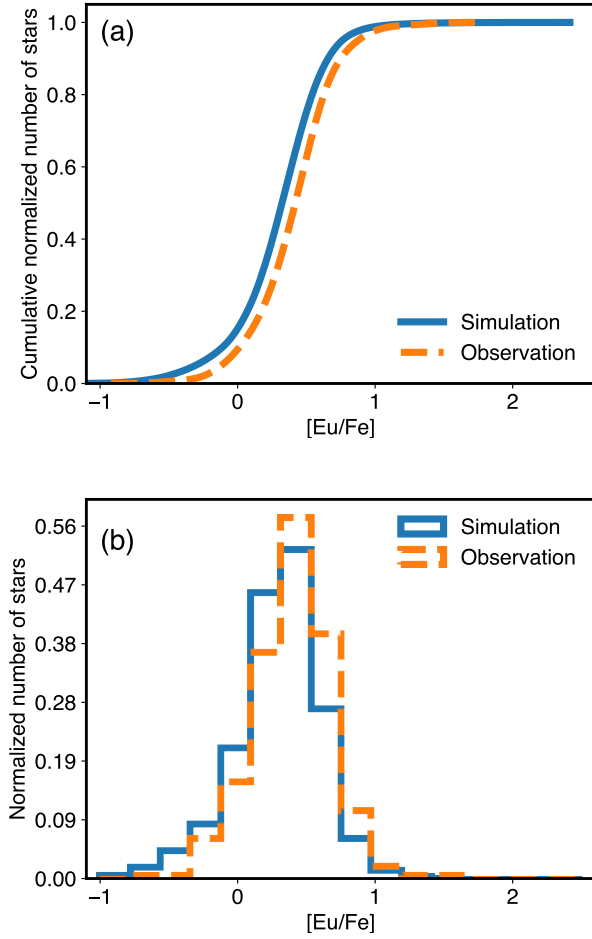 (a)
Cumulative normalized number of stars
1.0
0.8
0.6
0.4
0.2
0.0
Simulation
Observation
−1 0 1 2
[Eu/Fe]
(b)
Normalized number of stars
0.56
0.47
0.38
0.28
0.19
0.09
0.00
Simulation
Observation
−1 0 1 2
[Eu/Fe]